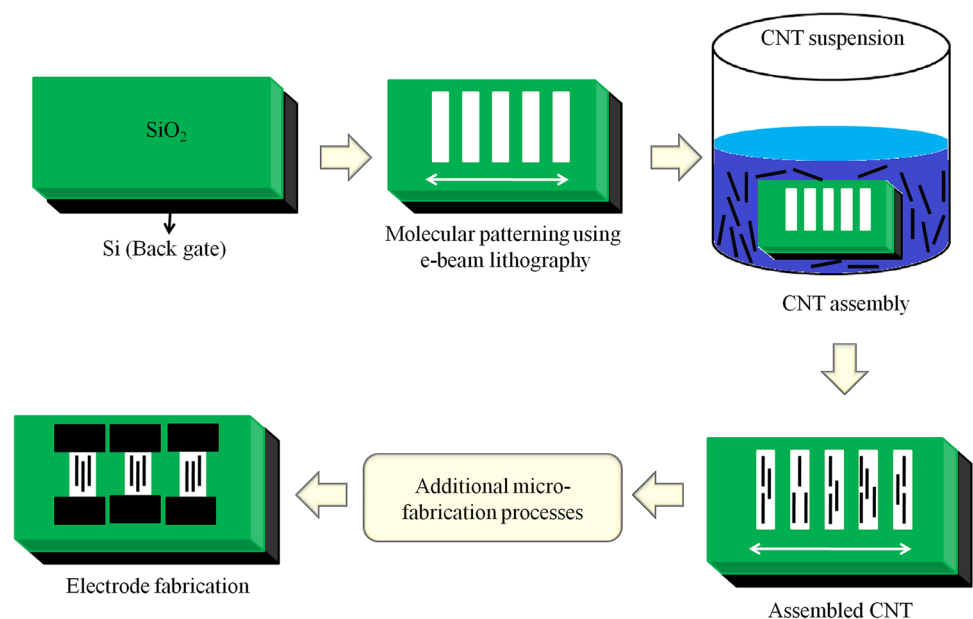 SiO₂
Si (Back gate)
Molecular patterning using
e-beam lithography
CNT suspension
CNT assembly
Assembled CNT
Additional micro-
fabrication processes
Electrode fabrication